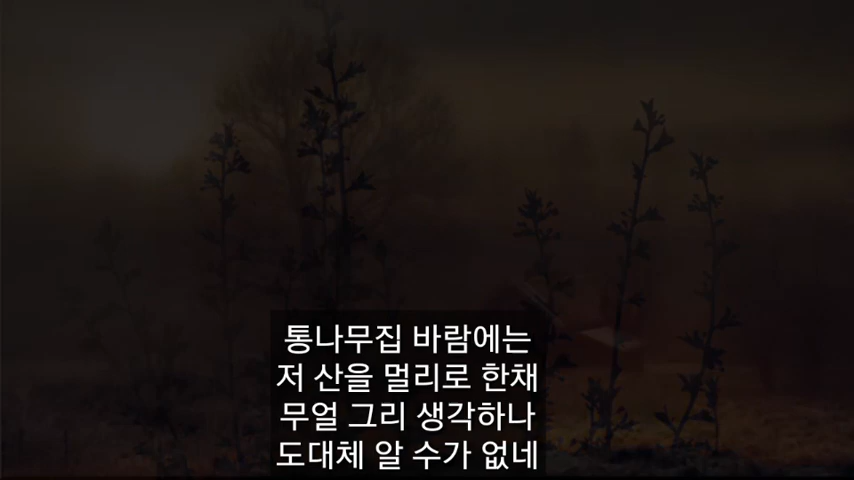 통나무집 바람에는
저 산을 멀리로 한채
무얼 그리 생각하나
도대체 알 수가 없네